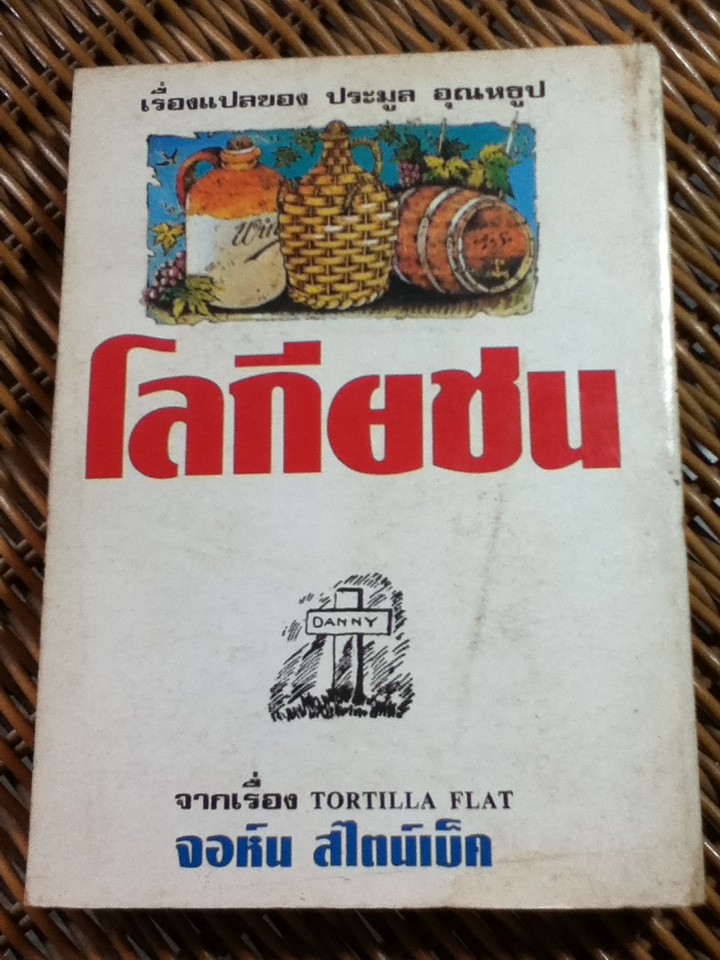 เรื่องแปลของ ประมูล อุณหธูป
Win
โลกียชน
DANNY
จากเรื่อง TORTILLA FLAT
จอห์น สไตน์เบ็ค